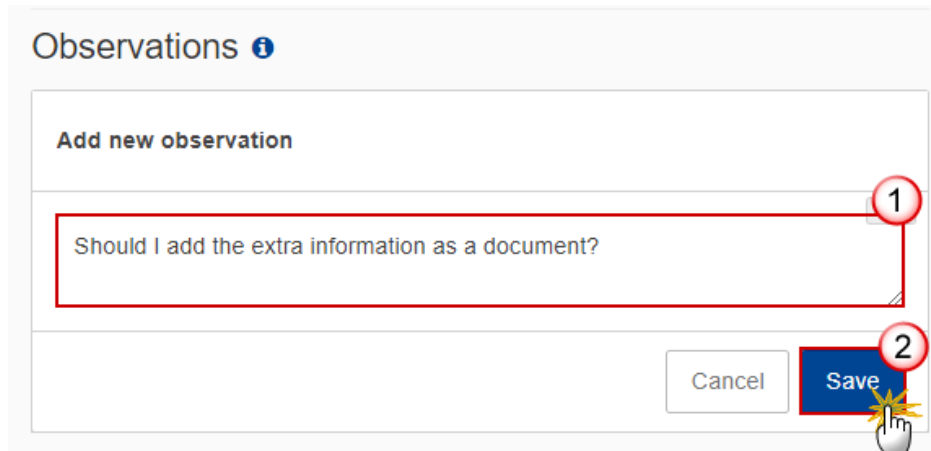 Observations
Add new observation
1
Should I add the extra information as a document?
2
Cancel Save